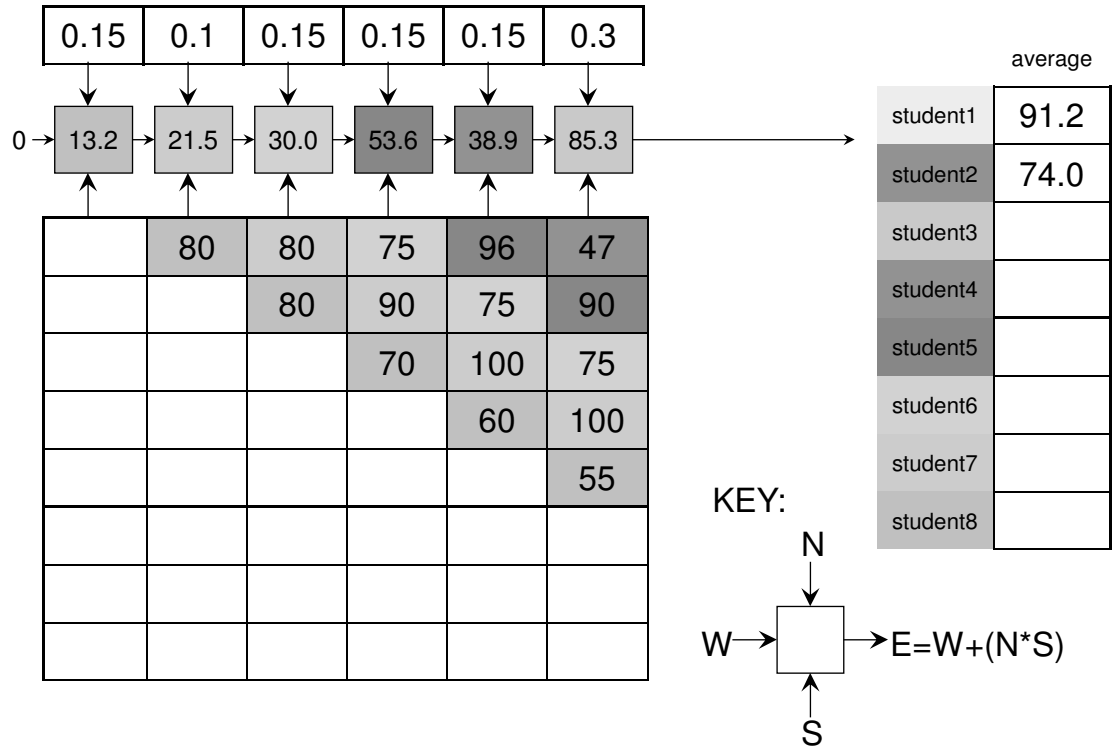 0.15 0.1 0.15 0.15 0.15 0.3
0 13.2 21.5 30.0 53.6 38.9 85.3
80 80 75 96 47
80 90 75 90
70 100 75
60 100
55
average
student1 91.2
student2 74.0
student3
student4
student5
student6
student7
student8
KEY:
N
W E=W+(N*S)
S